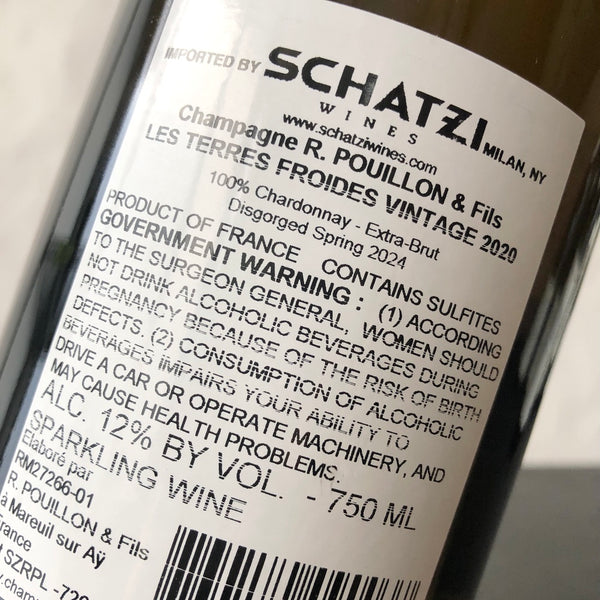 IMPORTED BY SCHATZI MILAN, NY
WINES
www.schatziwines.com
Champagne R. POUILLON & Fils
LES TERRES FROIDES VINTAGE 2020
100% Chardonnay - Extra-Brut
Disgorged Spring 2024
PRODUCT OF FRANCE CONTAINS SULFITES
GOVERNMENT WARNING : (1) ACCORDING
TO THE SURGEON GENERAL, WOMEN SHOULD
NOT DRINK ALCOHOLIC BEVERAGES DURING
PREGNANCY BECAUSE OF THE RISK OF BIRTH
DEFECTS. (2) CONSUMPTION OF ALCOHOLIC
BEVERAGES IMPAIRS YOUR ABILITY TO
DRIVE A CAR OR OPERATE MACHINERY, AND
MAY CAUSE HEALTH PROBLEMS.
ALC. 12% BY VOL. - 750 ML
SPARKLING WINE
Elaboré par
RM27266-01
R. POUILLON & Fils
à Mareuil sur Aÿ
France
SZRPL -720